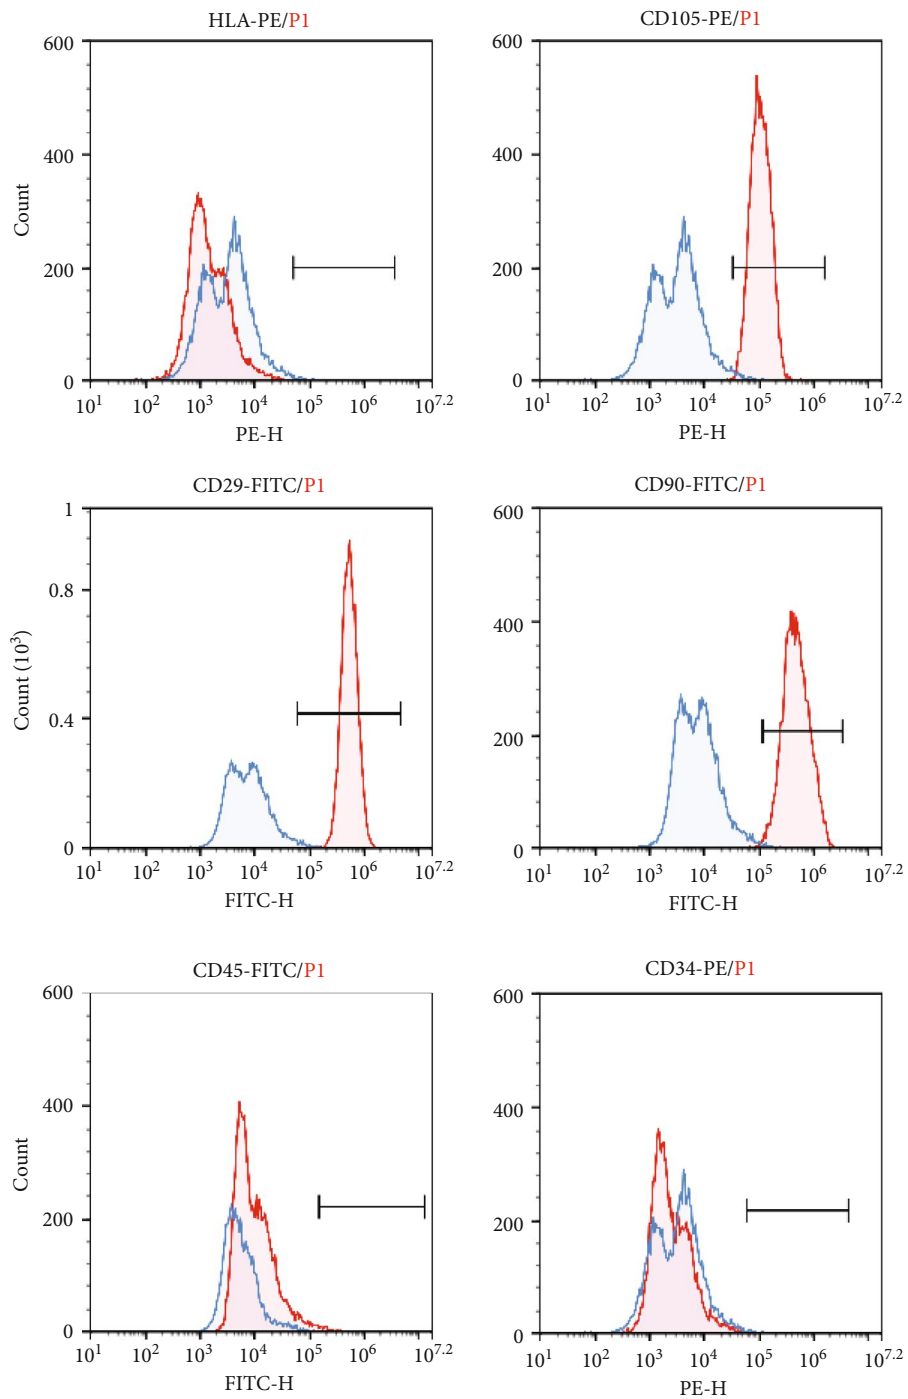 HLA-PE/P1
600
400
200
0
Count
10¹ 10² 10³ 10⁴ 10⁵ 10⁶ 10⁷·²
PE-H
CD105-PE/P1
600
400
200
0
10¹ 10² 10³ 10⁴ 10⁵ 10⁶ 10⁷·²
PE-H
CD29-FITC/P1
1
0.8
0.4
0
Count (10³)
10¹ 10² 10³ 10⁴ 10⁵ 10⁶ 10⁷·²
FITC-H
CD90-FITC/P1
600
400
200
0
10¹ 10² 10³ 10⁴ 10⁵ 10⁶ 10⁷·²
FITC-H
CD45-FITC/P1
600
400
200
0
Count
10¹ 10² 10³ 10⁴ 10⁵ 10⁶ 10⁷·²
FITC-H
CD34-PE/P1
600
400
200
0
10¹ 10² 10³ 10⁴ 10⁵ 10⁶ 10⁷·²
PE-H